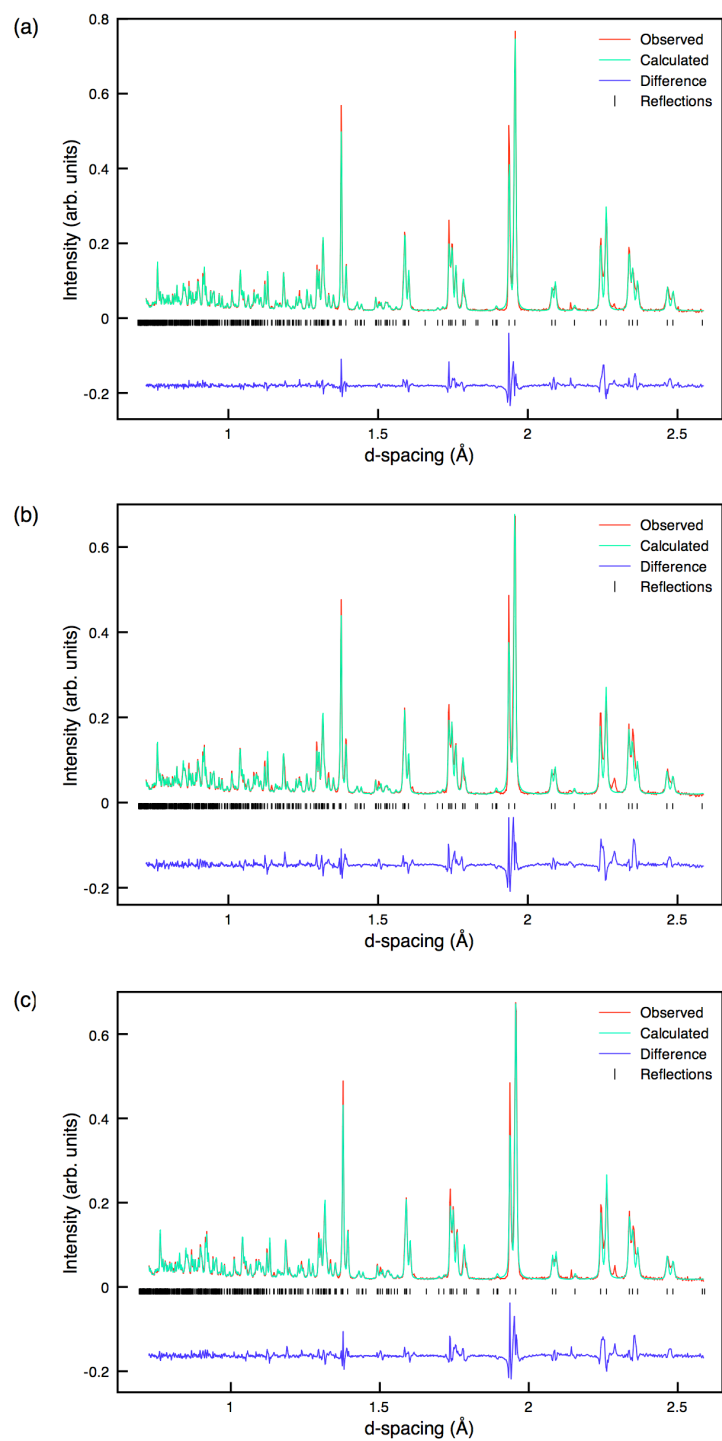 (a)
0.8
0.6
0.4
0.2
0
-0.2
Intensity (arb. units)
Observed
Calculated
Difference
Reflections
1
1.5
2
2.5
d-spacing (Å)
(b)
0.6
0.4
0.2
0
-0.2
Intensity (arb. units)
Observed
Calculated
Difference
Reflections
1
1.5
2
2.5
d-spacing (Å)
(c)
0.6
0.4
0.2
0
-0.2
Intensity (arb. units)
Observed
Calculated
Difference
Reflections
1
1.5
2
2.5
d-spacing (Å)